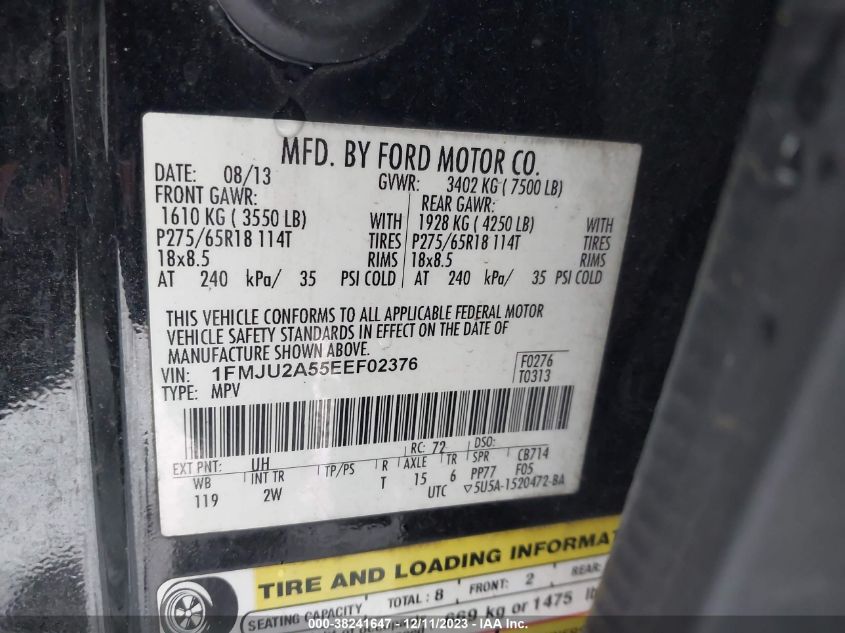 MFD. BY FORD MOTOR CO.
DATE: 08/13 GVWR: 3402 KG ( 7500 LB)
FRONT GAWR: REAR GAWR:
1610 KG ( 3550 LB) WITH 1928 KG ( 4250 LB) WITH
P275/65R18 114T TIRES P275/65R18 114T TIRES
18x8.5 RIMS 18x8.5 RIMS
AT 240 kPa/ 35 PSI COLD AT 240 kPa/ 35 PSI COLD
THIS VEHICLE CONFORMS TO ALL APPLICABLE FEDERAL MOTOR
VEHICLE SAFETY STANDARDS IN EFFECT ON THE DATE OF
MANUFACTURE SHOWN ABOVE.
VIN: 1FMJU2A55EEF02376 F0276
TYPE: MPV T0313
EXT PNT: UH RC: 72 DSO:
WB INT TR TP/PS R AXLE TR SPR CB714
119 2W T 15 6 PP77 F05
UTC ▽5U5A-1520472-BA
TIRE AND LOADING INFORMAT
SEATING CAPACITY TOTAL: 8 FRONT: 2 REAR:
669 kg or 1475
Copart 38241647 - 12/11/2023 - IAA Inc.